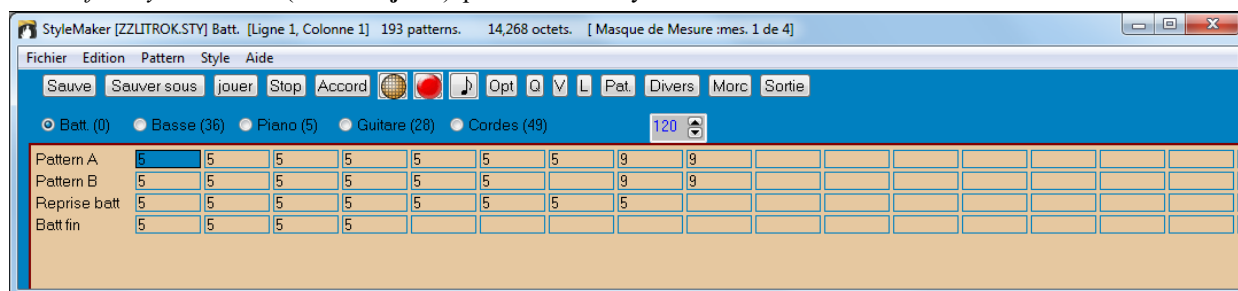 StyleMaker [ZZLITROK.STY] Batt. [Ligne 1, Colonne 1] 193 patterns. 14,268 octets. [ Masque de Mesure :mes. 1 de 4]
Fichier Edition Pattern Style Aide
Sauve Sauver sous jouer Stop Accord Opt Q V L Pat. Divers Morc Sortie
Batt. (0) Basse (36) Piano (5) Guitare (28) Cordes (49) 120
Pattern A 5 5 5 5 5 5 5 9 9
Pattern B 5 5 5 5 5 5 9 9
Reprise batt 5 5 5 5 5 5 5 5
Batt fin 5 5 5 5